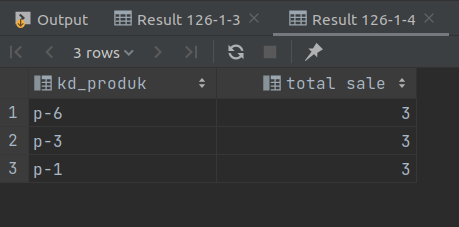 Output Result 126-1-3 Result 126-1-4
3 rows
kd_produk total sale
1 p-6 3
2 p-3 3
3 p-1 3